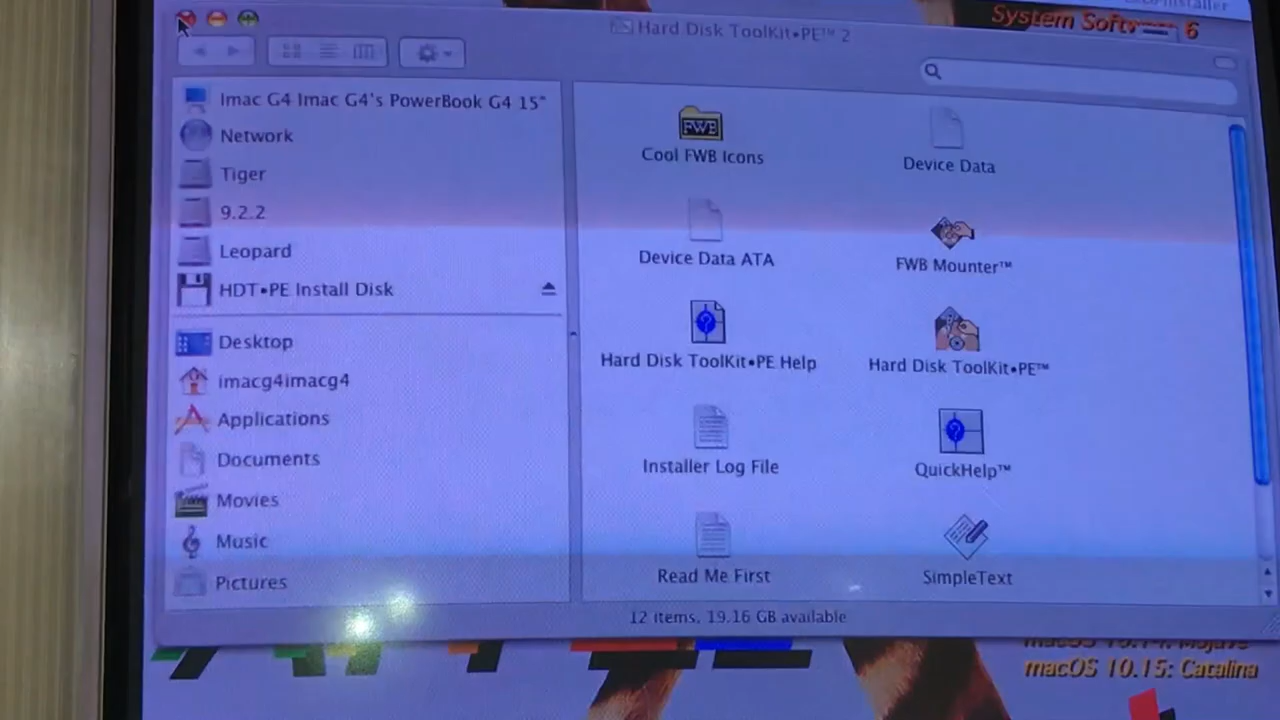 System Software 6
Hard Disk ToolKit•PE™ 2
Imac G4 Imac G4's PowerBook G4 15"
Network
Tiger
9.2.2
Leopard
HDT•PE Install Disk
Desktop
imacg4imacg4
Applications
Documents
Movies
Music
Pictures
FWB
Cool FWB Icons
Device Data
Device Data ATA
FWB Mounter™
Hard Disk ToolKit•PE Help
Hard Disk ToolKit•PE™
Installer Log File
QuickHelp™
Read Me First
SimpleText
12 items, 19.16 GB available
macOS 10.14: Mojave
macOS 10.15: Catalina